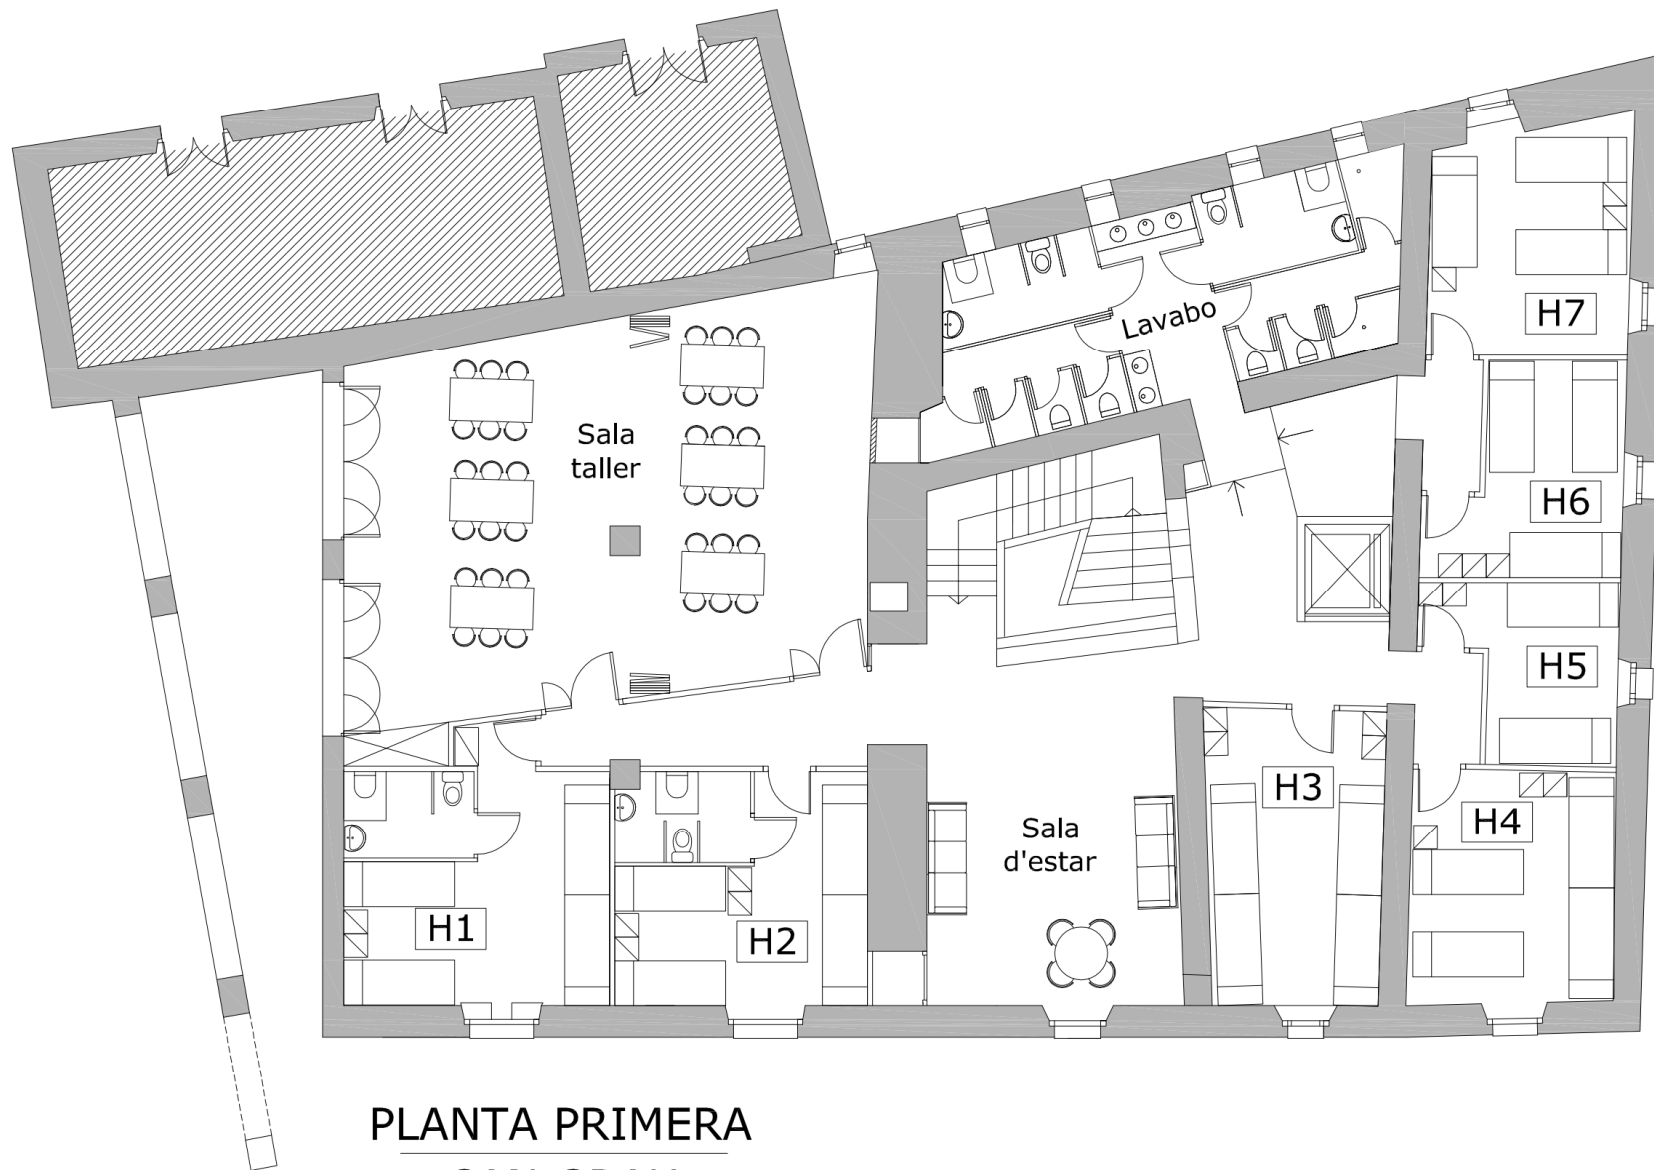 H7
Lavabo
Sala
taller
H6
H5
H3
H4
Sala
d'estar
H1
H2
PLANTA PRIMERA